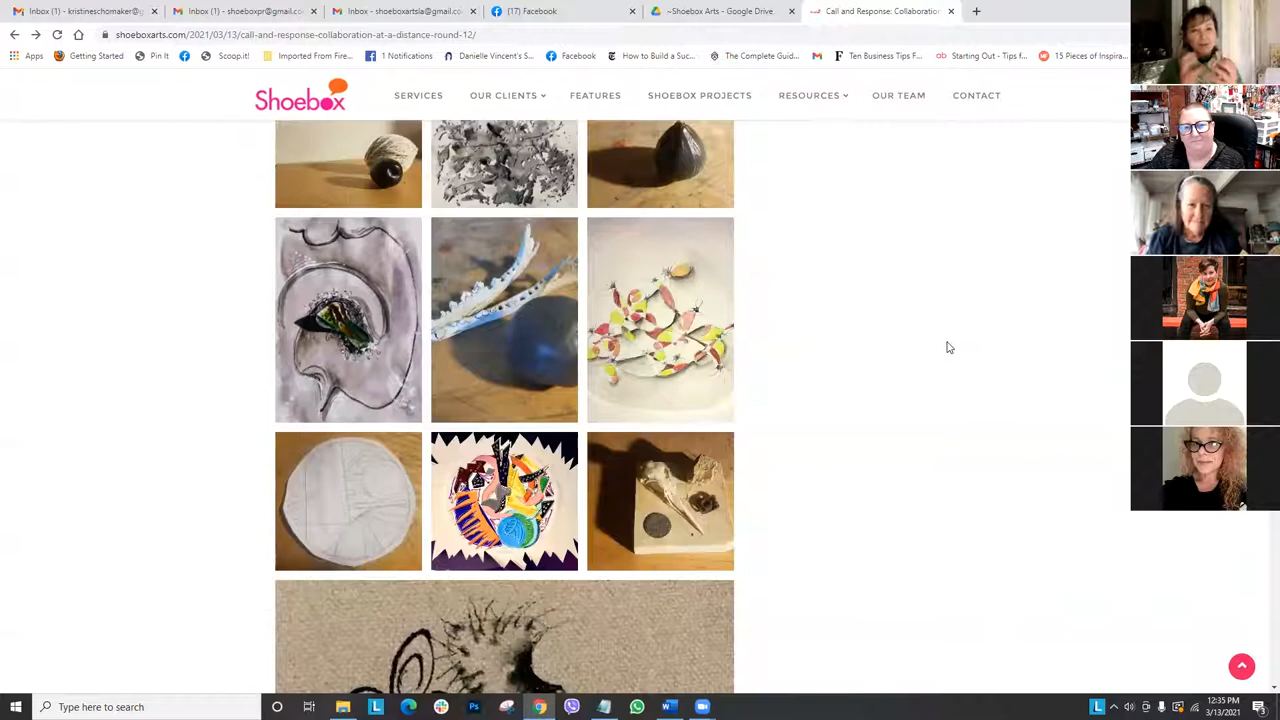 Inbox (1) - kristineschomaker@g
Inbox (1) - shoeboxpr@gmail.co
Inbox - shoeboxartsla@gmail.co
(17) Facebook
~Shoebox Arts - Google Drive
Call and Response: Collaboratio
shoeboxarts.com/2021/03/13/call-and-response-collaboration-at-a-distance-round-12/
Apps
Getting Started
Pin It
Scoop.it!
Imported From Fire...
1 Notifications
Danielle Vincent's S...
Facebook
How to Build a Suc...
The Complete Guid...
Ten Business Tips F...
Starting Out - Tips f...
15 Pieces of Inspira...
Shoebox
SERVICES
OUR CLIENTS
FEATURES
SHOEBOX PROJECTS
RESOURCES
OUR TEAM
CONTACT
Type here to search
12:35 PM
3/13/2021